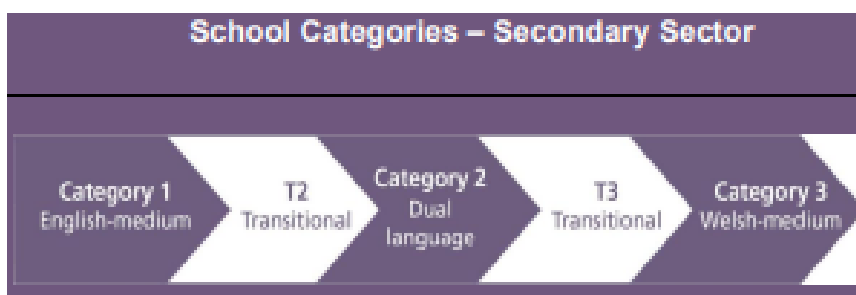 School Categories – Secondary Sector
Category 1
English-medium
T2
Transitional
Category 2
Dual
language
T3
Transitional
Category 3
Welsh-medium